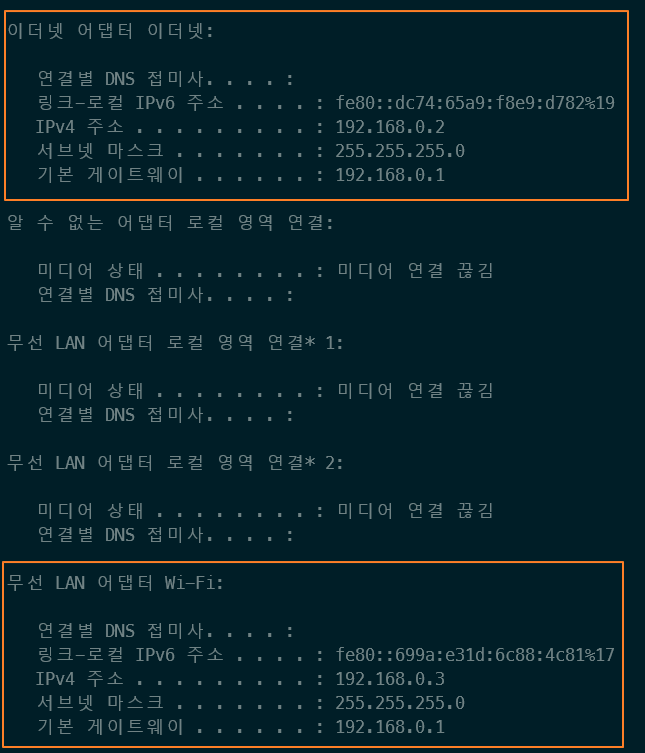 이더넷 어댑터 이더넷:
연결별 DNS 접미사. . . . :
링크-로컬 IPv6 주소 . . . . : fe80::dc74:65a9:f8e9:d782%19
IPv4 주소 . . . . . . . . . : 192.168.0.2
서브넷 마스크 . . . . . . . : 255.255.255.0
기본 게이트웨이 . . . . . . : 192.168.0.1
알 수 없는 어댑터 로컬 영역 연결:
미디어 상태 . . . . . . . . : 미디어 연결 끊김
연결별 DNS 접미사. . . . :
무선 LAN 어댑터 로컬 영역 연결* 1:
미디어 상태 . . . . . . . . : 미디어 연결 끊김
연결별 DNS 접미사. . . . :
무선 LAN 어댑터 로컬 영역 연결* 2:
미디어 상태 . . . . . . . . : 미디어 연결 끊김
연결별 DNS 접미사. . . . :
무선 LAN 어댑터 Wi-Fi:
연결별 DNS 접미사. . . . :
링크-로컬 IPv6 주소 . . . . : fe80::699a:e31d:6c88:4c81%17
IPv4 주소 . . . . . . . . . : 192.168.0.3
서브넷 마스크 . . . . . . . : 255.255.255.0
기본 게이트웨이 . . . . . . : 192.168.0.1